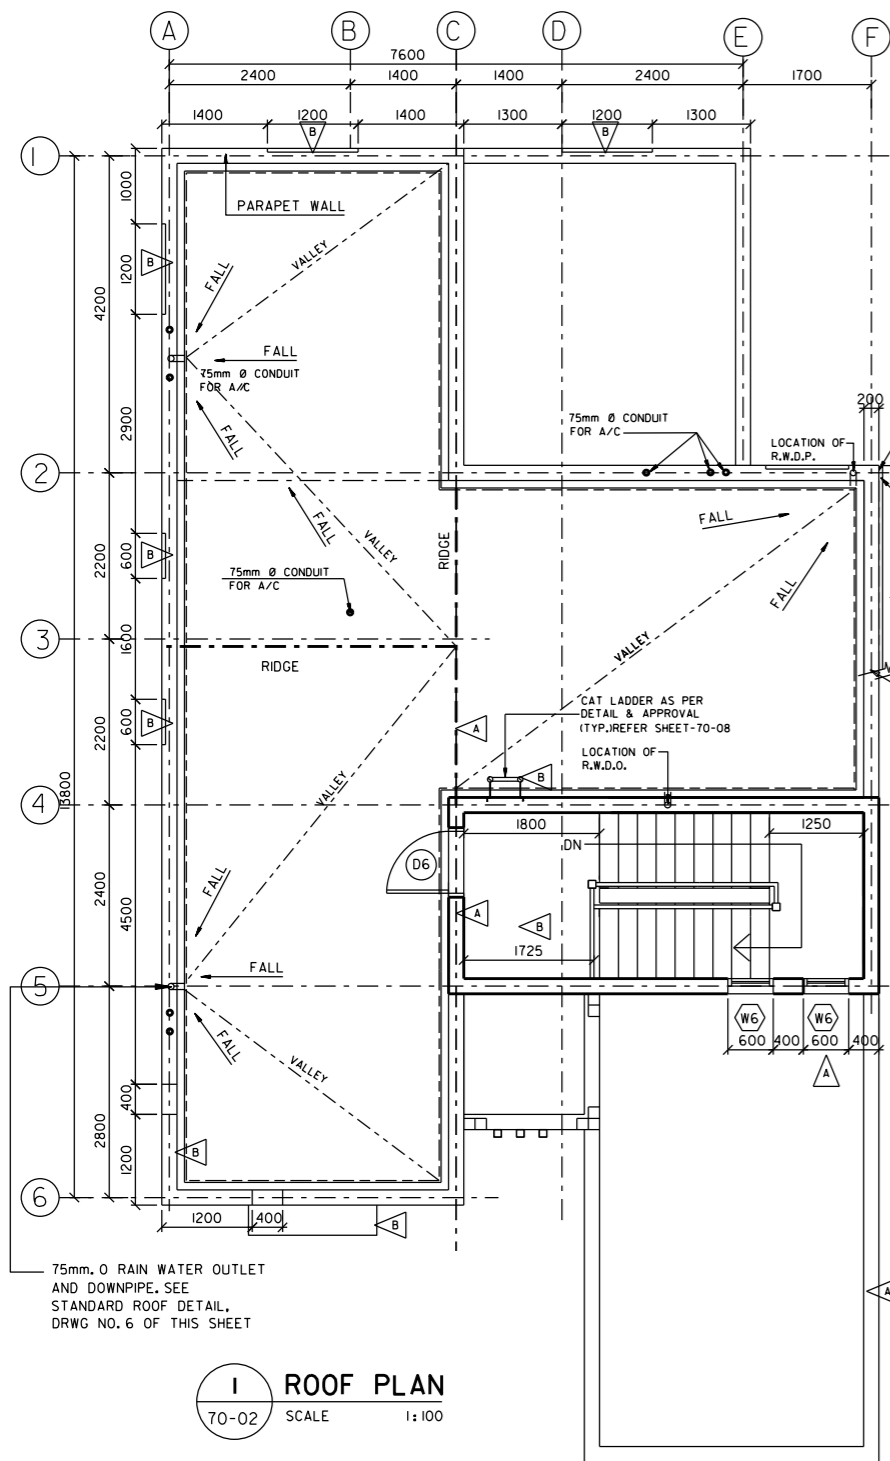 A B C D E F
7600
2400 1400 1400 2400 1700
1400 1200 1400 1300 1200 1300
B B
1
1000
PARAPET WALL
VALLEY
B
1200
FALL
4200
FALL
75mm Ø CONDUIT
FOR A/C
FALL
2900
75mm Ø CONDUIT
FOR A/C
LOCATION OF
R.W.D.P.
200
2
FALL
FALL
VALLEY
RIDGE
FALL
VALLEY
2200
600
B
75mm Ø CONDUIT
FOR A/C
3
1600
RIDGE
CAT LADDER AS PER
DETAIL & APPROVAL
(TYP.)REFER SHEET-70-08
A
2200
600
B
LOCATION OF
R.W.D.O.
B
13800
VALLEY
4
1800
1250
DN
D6
FALL
2400
4500
A
B
1725
FALL
5
FALL
W6 W6
600 400 600 400
A
VALLEY
400
2800
1200
B
6
1200 400
B
75mm. O RAIN WATER OUTLET
AND DOWNPIPE. SEE
STANDARD ROOF DETAIL.
DRWG NO. 6 OF THIS SHEET
A
1 ROOF PLAN
70-02 SCALE 1:100